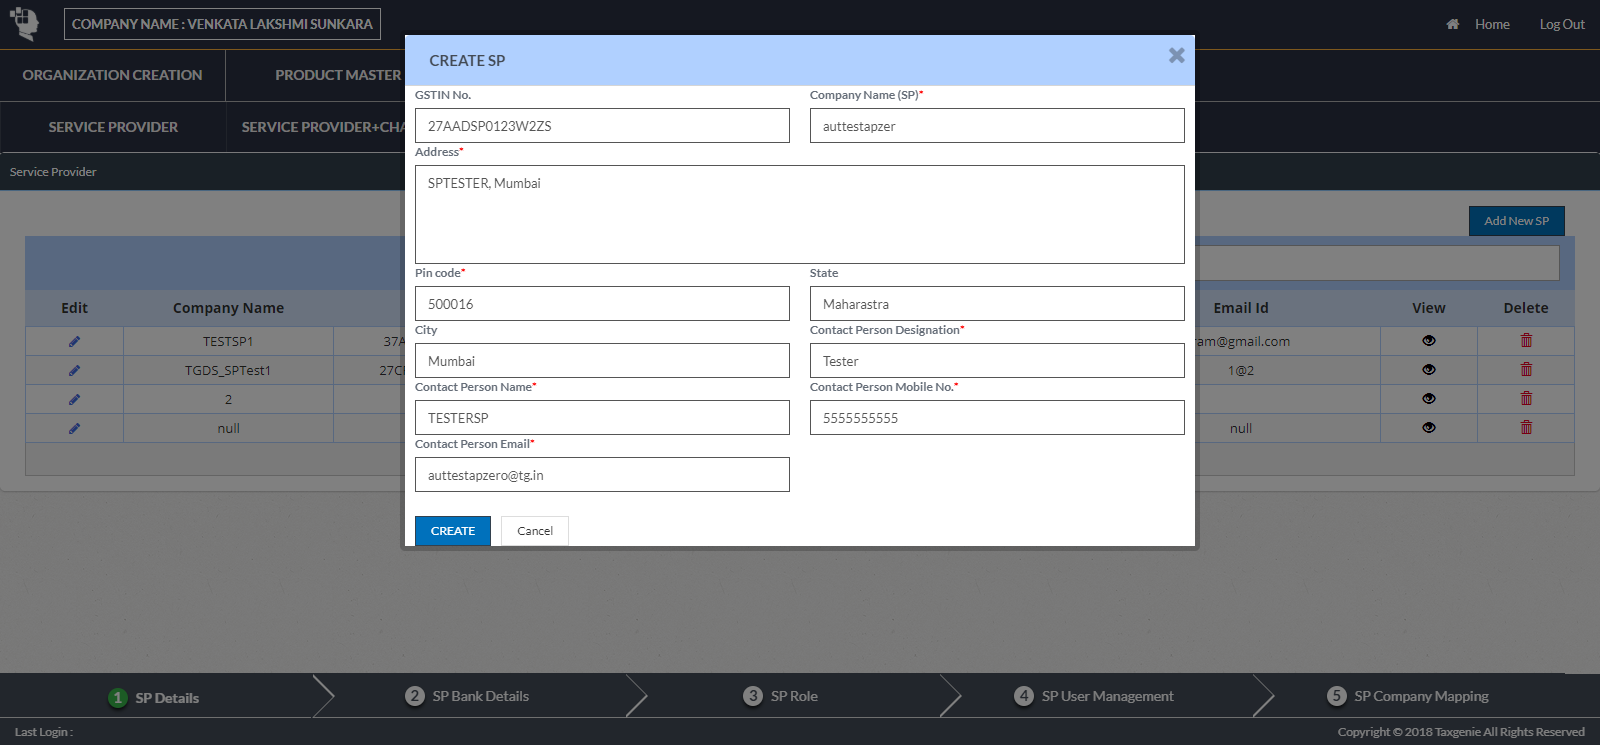 COMPANY NAME : VENKATA LAKSHMI SUNKARA
Home
Log Out
ORGANIZATION CREATION
PRODUCT MASTER
SERVICE PROVIDER
SERVICE PROVIDER+CHA
Service Provider
Add New SP
Edit
Company Name
Email Id
View
Delete
TESTSP1
37A
ram@gmail.com
TGDS_SPTest1
27C
1@2
2
null
null
CREATE SP
GSTIN No.
Company Name (SP)*
27AADSP0123W2ZS
auttestapzer
Address*
SPTESTER, Mumbai
Pin code*
State
500016
Maharastra
City
Contact Person Designation*
Mumbai
Tester
Contact Person Name*
Contact Person Mobile No.*
TESTERSP
5555555555
Contact Person Email*
auttestapzero@tg.in
CREATE
Cancel
1 SP Details
2 SP Bank Details
3 SP Role
4 SP User Management
5 SP Company Mapping
Last Login :
Copyright © 2018 Taxgenie All Rights Reserved